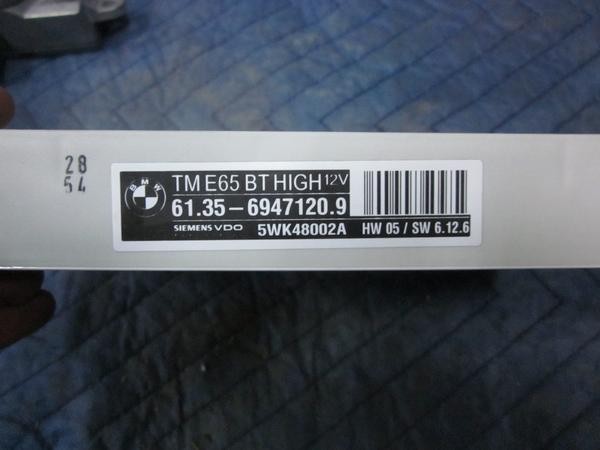 28
54
BMW
TM E65 BT HIGH 12V
61.35-6947120.9
SIEMENS VDO 5WK48002A HW 05 / SW 6.12.6